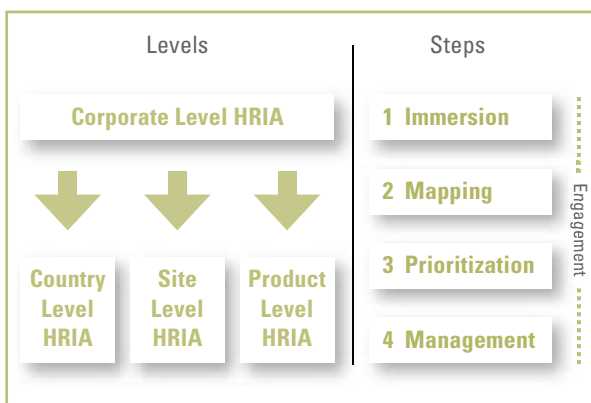 Levels
Corporate Level HRIA
Country
Level
HRIA
Site
Level
HRIA
Product
Level
HRIA
Steps
1 Immersion
2 Mapping
3 Prioritization
4 Management
Engagement